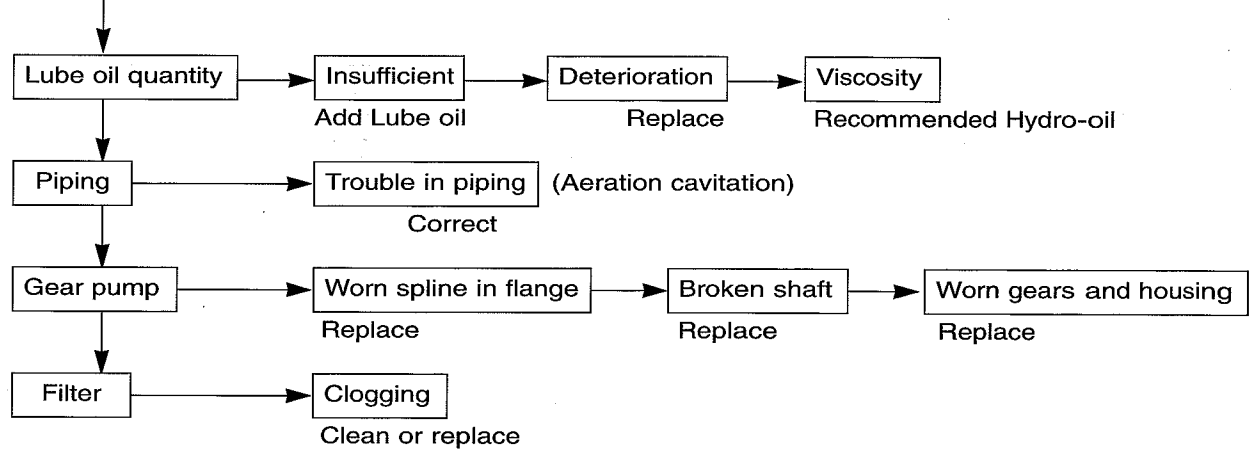 Lube oil quantity
Insufficient
Deterioration
Viscosity
Add Lube oil
Replace
Recommended Hydro-oil
Piping
Trouble in piping
(Aeration cavitation)
Correct
Gear pump
Worn spline in flange
Broken shaft
Worn gears and housing
Replace
Replace
Replace
Filter
Clogging
Clean or replace